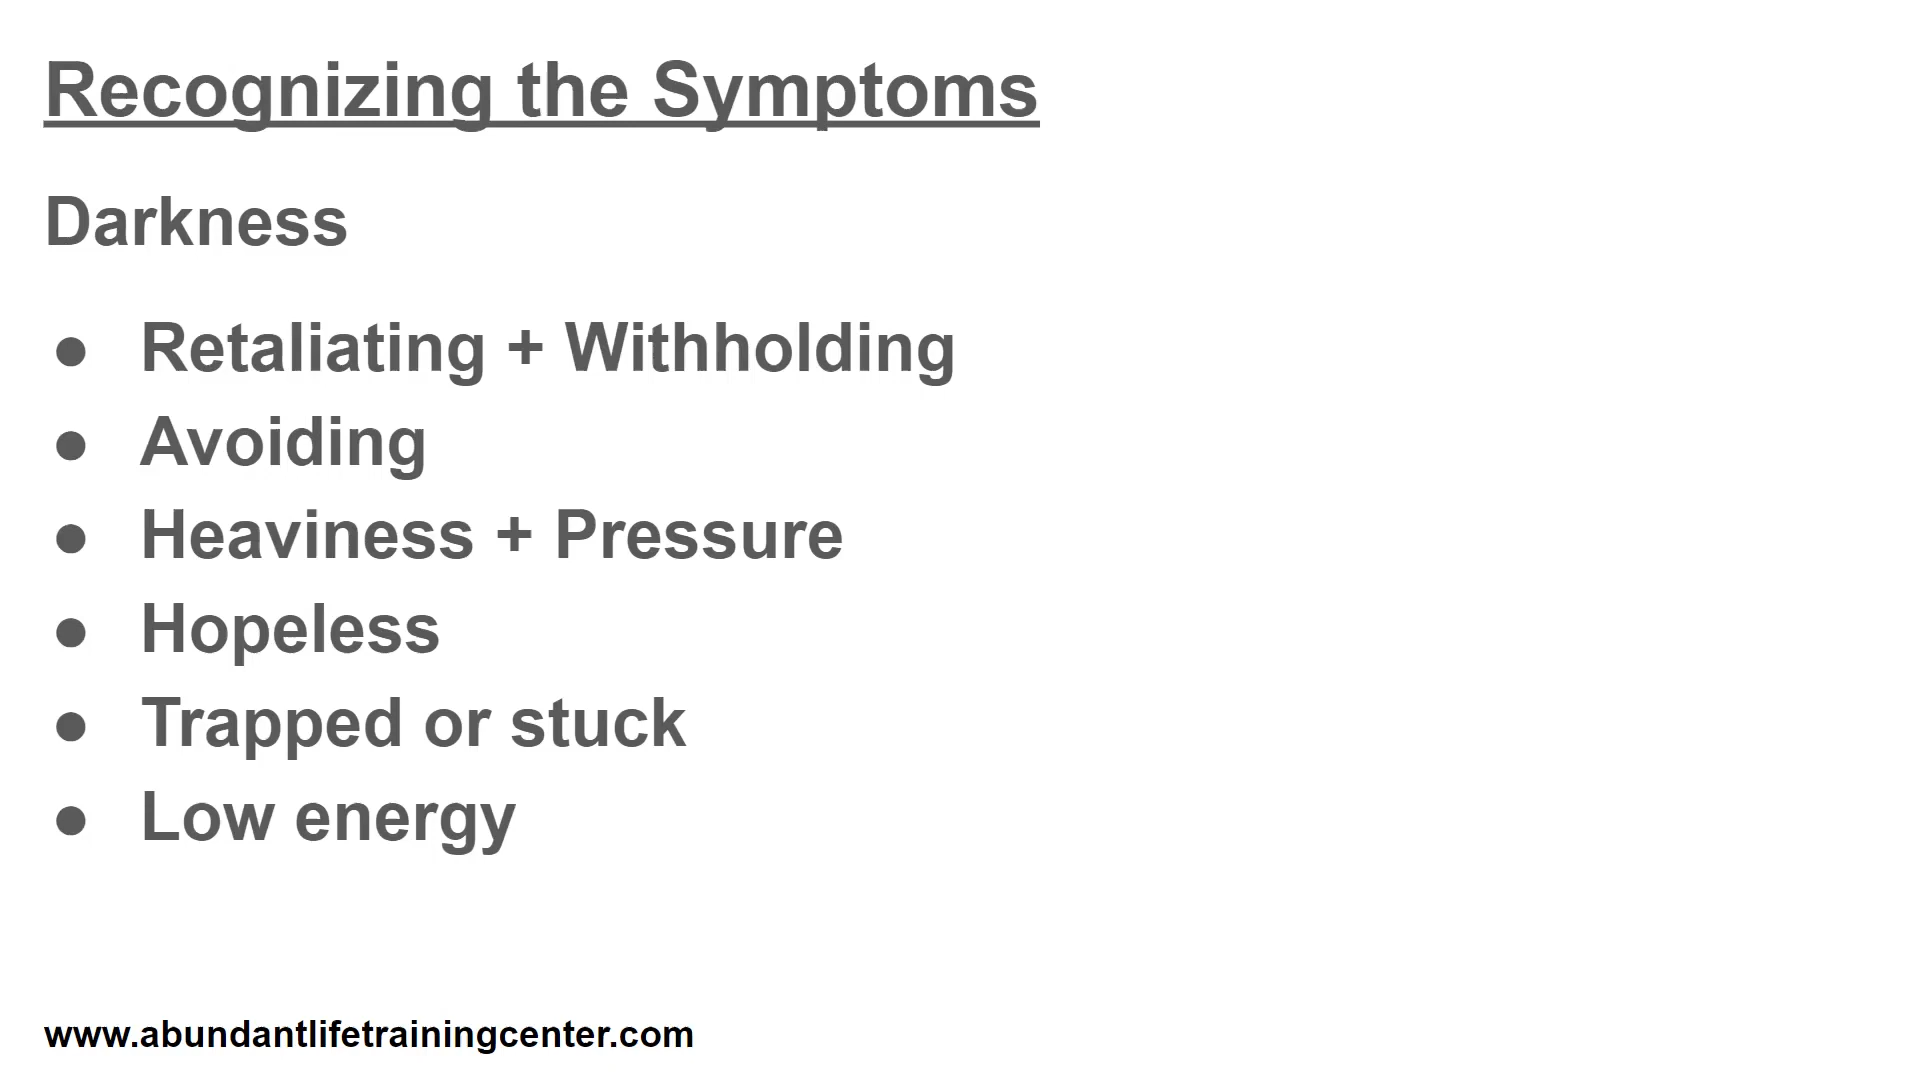 Recognizing the Symptoms
Darkness
● Retaliating + Withholding
● Avoiding
● Heaviness + Pressure
● Hopeless
● Trapped or stuck
● Low energy
www.abundantlifetrainingcenter.com